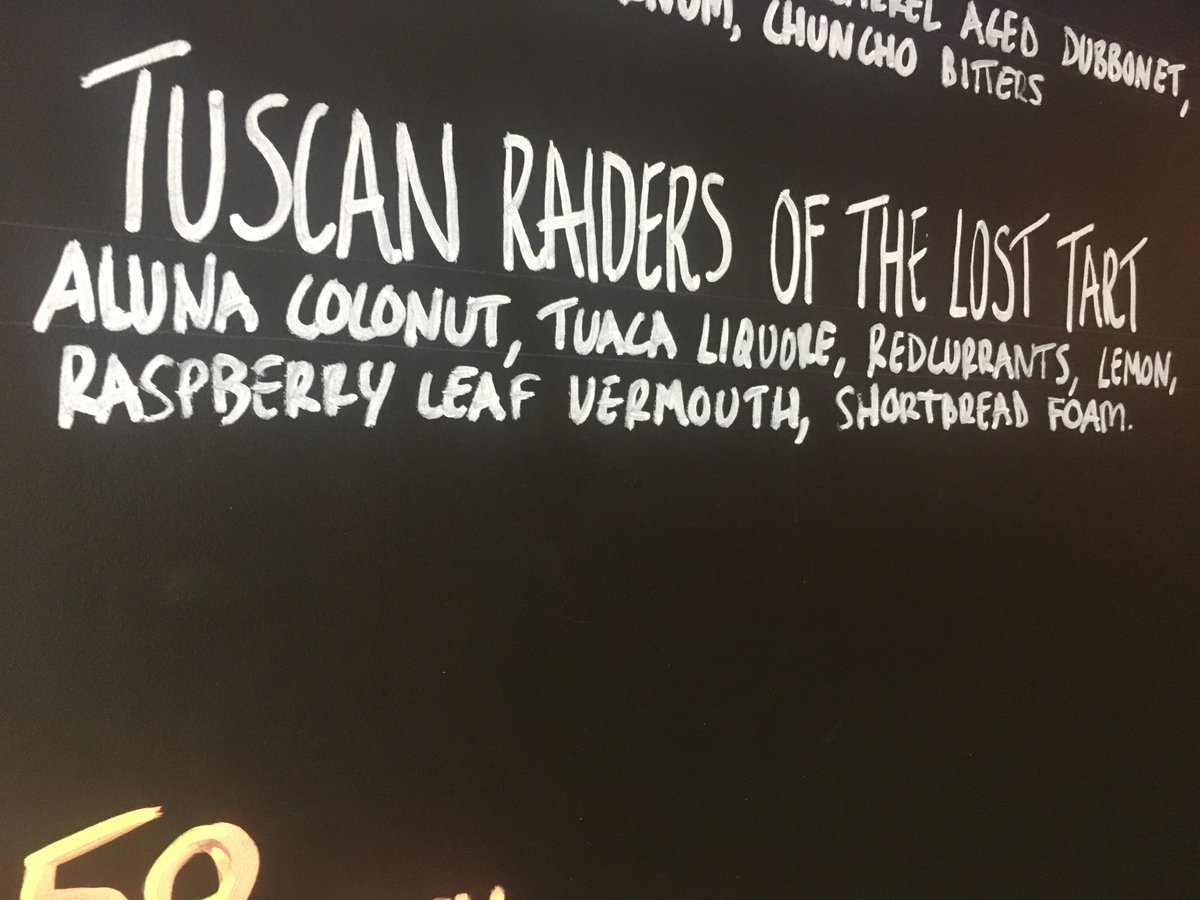 AGED DUBBONET,
CHUNCHO BITTERS
TUSCAN RAIDERS OF THE LOST TART
ALUNA COCONUT, TUACA LIQUORE, REDCURRANTS, LEMON,
RASPBERRY LEAF VERMOUTH, SHORTBREAD FOAM.
50